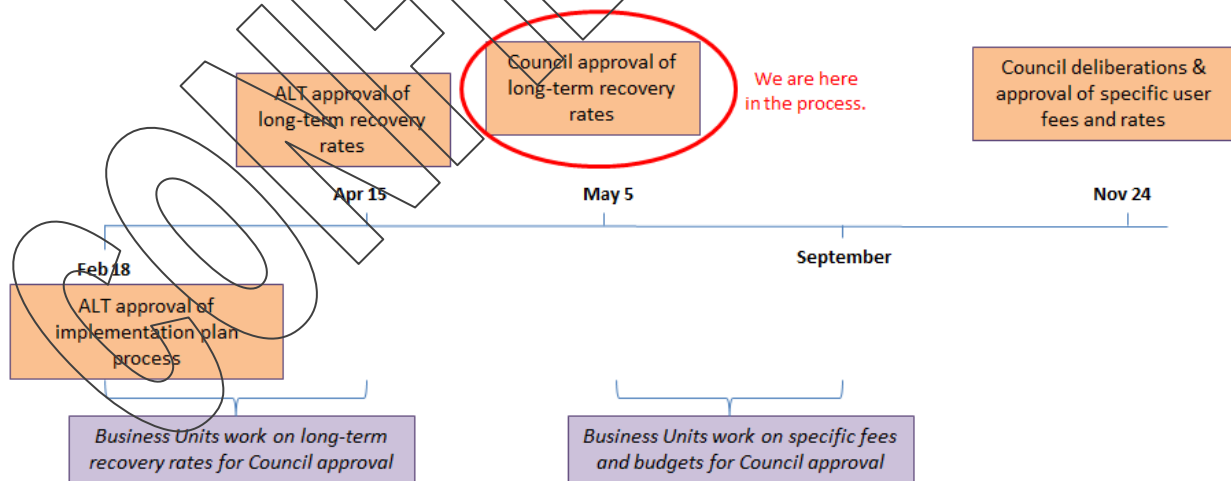 Council approval of
long-term recovery
rates
We are here
in the process.
Council deliberations &
approval of specific user
fees and rates
ALT approval of
long-term recovery
rates
Apr 15
May 5
Nov 24
September
Feb 18
ALT approval of
implementation plan
process
Business Units work on long-term
recovery rates for Council approval
Business Units work on specific fees
and budgets for Council approval